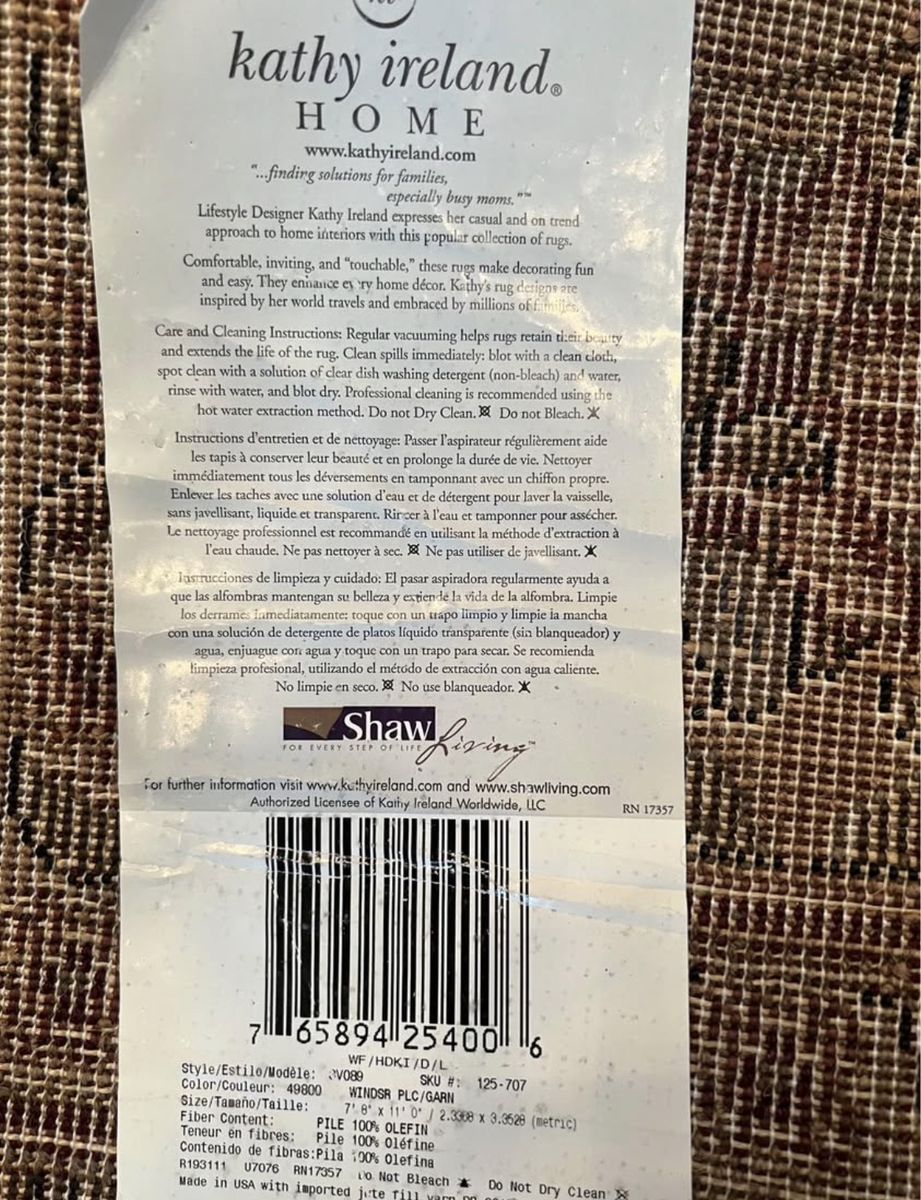 kathy ireland®
HOME
www.kathyireland.com
"...finding solutions for families,
especially busy moms."™
Lifestyle Designer Kathy Ireland expresses her casual and on trend
approach to home interiors with this popular collection of rugs.
Comfortable, inviting, and "touchable," these rugs make decorating fun
and easy. They enhance every home décor. Kathy's rug designs are
inspired by her world travels and embraced by millions of families.
Care and Cleaning Instructions: Regular vacuuming helps rugs retain their beauty
and extends the life of the rug. Clean spills immediately: blot with a clean cloth,
spot clean with a solution of clear dish washing detergent (non-bleach) and water,
rinse with water, and blot dry. Professional cleaning is recommended using the
hot water extraction method. Do not Dry Clean. Do not Bleach.
Instructions d'entretien et de nettoyage: Passer l'aspirateur régulièrement aide
les tapis à conserver leur beauté et en prolonge la durée de vie. Nettoyer
immédiatement tous les déversements en tamponnant avec un chiffon propre.
Enlever les taches avec une solution d'eau et de détergent pour laver la vaisselle,
sans javellisant, liquide et transparent. Rincer à l'eau et tamponner pour assécher.
Le nettoyage professionnel est recommandé en utilisant la méthode d'extraction à
l'eau chaude. Ne pas nettoyer à sec. Ne pas utiliser de javellisant.
Instrucciones de limpieza y cuidado: El pasar aspiradora regularmente ayuda a
que las alfombras mantengan su belleza y extiende la vida de la alfombra. Limpie
los derrames inmediatamente: toque con un trapo limpio y limpie la mancha
con una solución de detergente de platos líquido transparente (sin blanqueador) y
agua, enjuague con agua y toque con un trapo para secar. Se recomienda
limpieza profesional, utilizando el método de extracción con agua caliente.
No limpie en seco. No use blanqueador.
Shaw Living™
FOR EVERY STEP OF LIFE
For further information visit www.kathyireland.com and www.shawliving.com
Authorized Licensee of Kathy Ireland Worldwide, LLC
RN 17357
7 65894 25400 6
WF/HDKI/D/L
Style/Estilo/Modèle: V089 SKU #: 125-707
Color/Couleur: 49800 WINDSR PLC/GARN
Size/Tamaño/Taille: 7' 8" x 11' 0" / 2.3368 x 3.3528 (metric)
Fiber Content: PILE 100% OLEFIN
Teneur en fibres: Pile 100% Oléfine
Contenido de fibras:Pila 100% Olefina
R193111 U7076 RN17357 Do Not Bleach Do Not Dry Clean
Made in USA with imported jute fill yarn